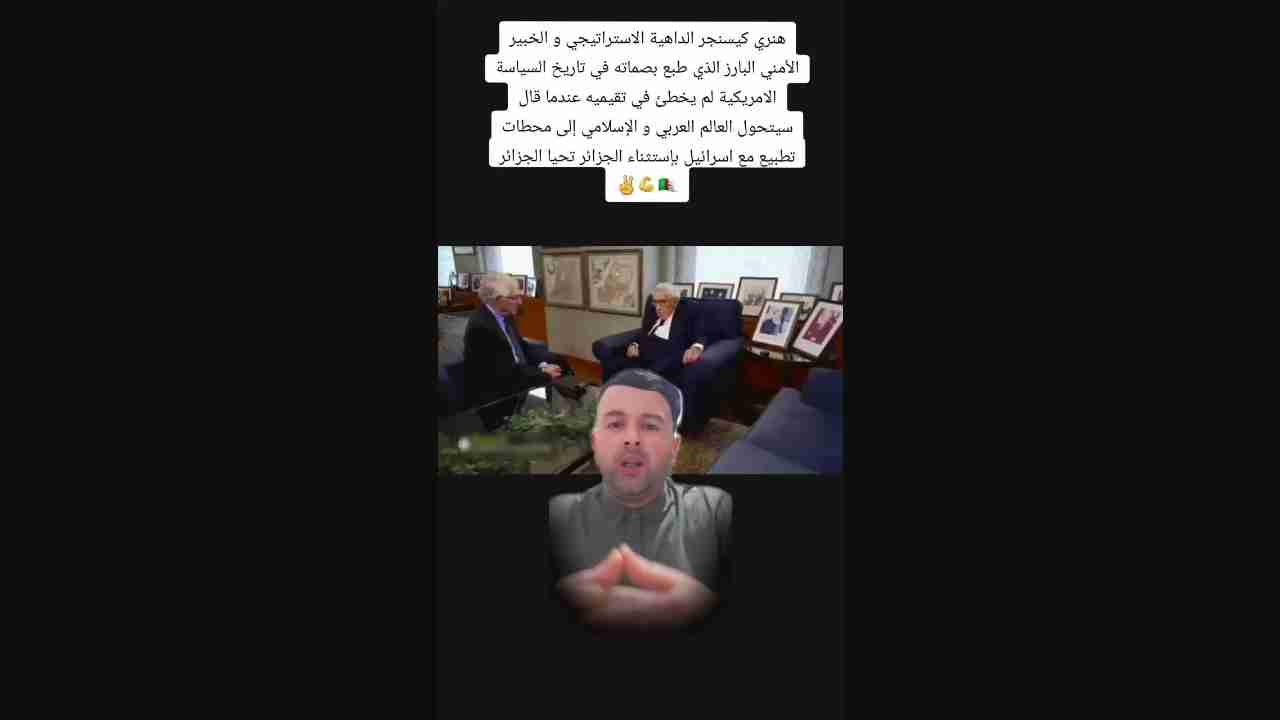 هنري كيسنجر الداهية الاستراتيجي و الخبير
الأمني البارز الذي طبع بصماته في تاريخ السياسة
الامريكية لم يخطئ في تقيميه عندما قال
سيتحول العالم العربي و الإسلامي إلى محطات
تطبيع مع اسرائيل بإستثناء الجزائر تحيا الجزائر
🇩🇿💪✌️